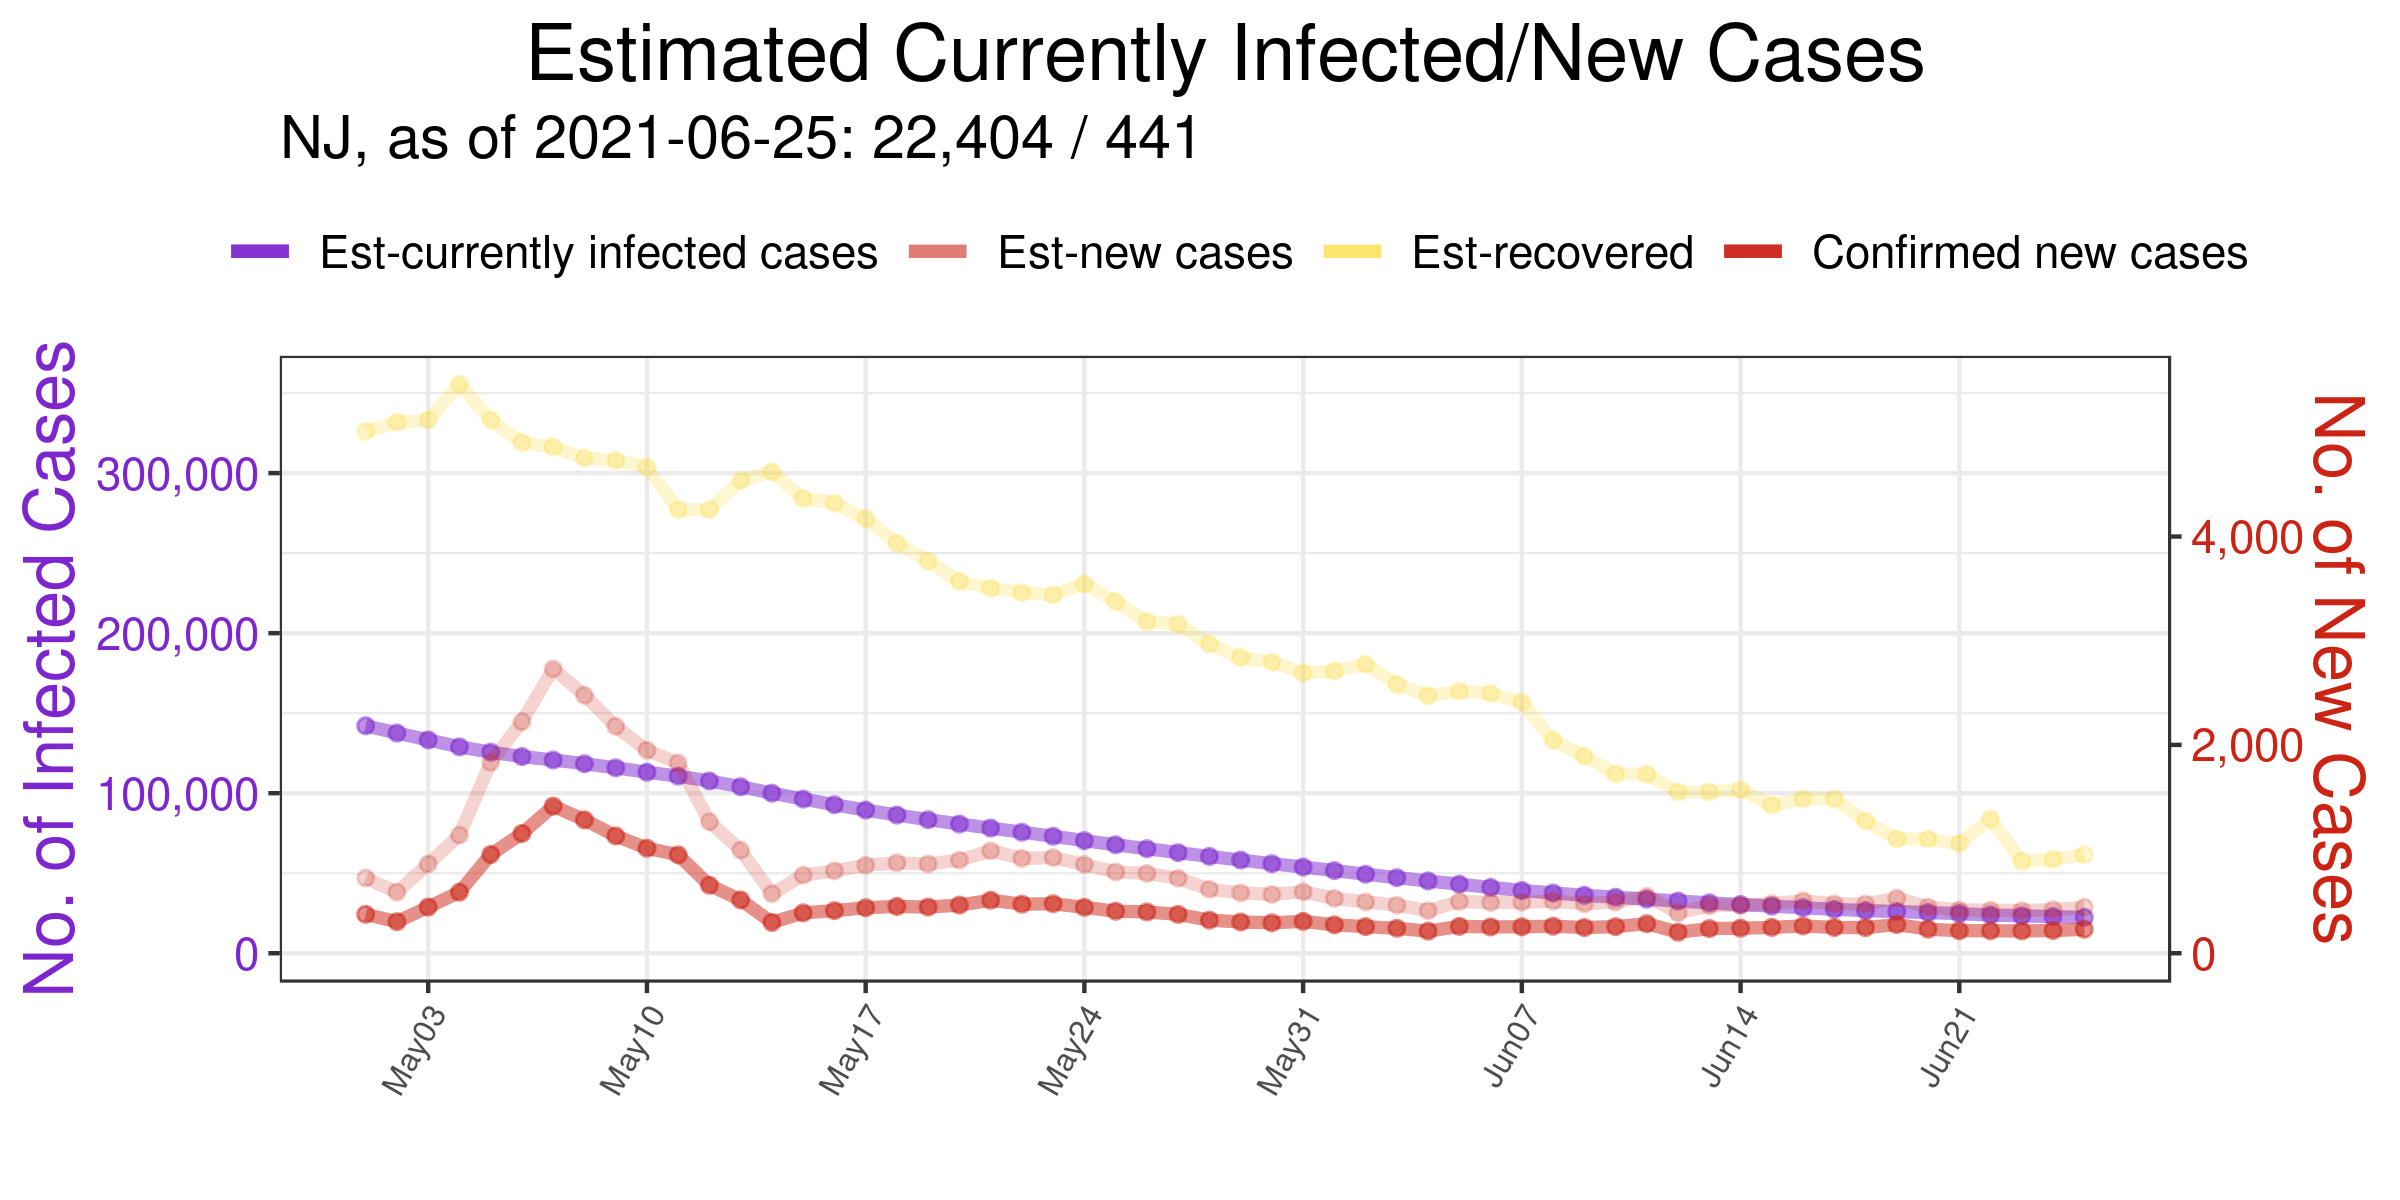 Estimated Currently Infected/New Cases
NJ, as of 2021-06-25: 22,404 / 441
Est-currently infected cases Est-new cases Est-recovered Confirmed new cases
No. of Infected Cases
300,000
200,000
100,000
0
4,000
2,000
0
No. of New Cases
May03 May10 May17 May24 May31 Jun07 Jun14 Jun21